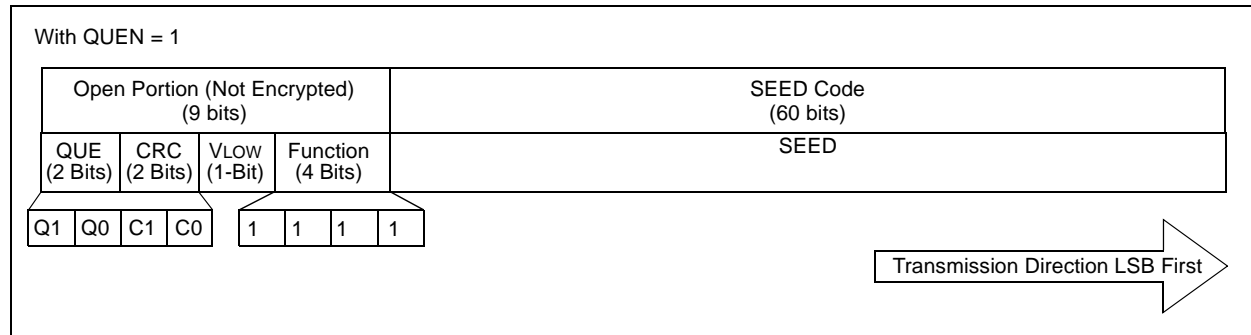 With QUEN = 1
Open Portion (Not Encrypted)
(9 bits)
SEED Code
(60 bits)
QUE
(2 Bits)
CRC
(2 Bits)
VLOW
(1-Bit)
Function
(4 Bits)
SEED
Q1 Q0 C1 C0 1 1 1 1
Transmission Direction LSB First